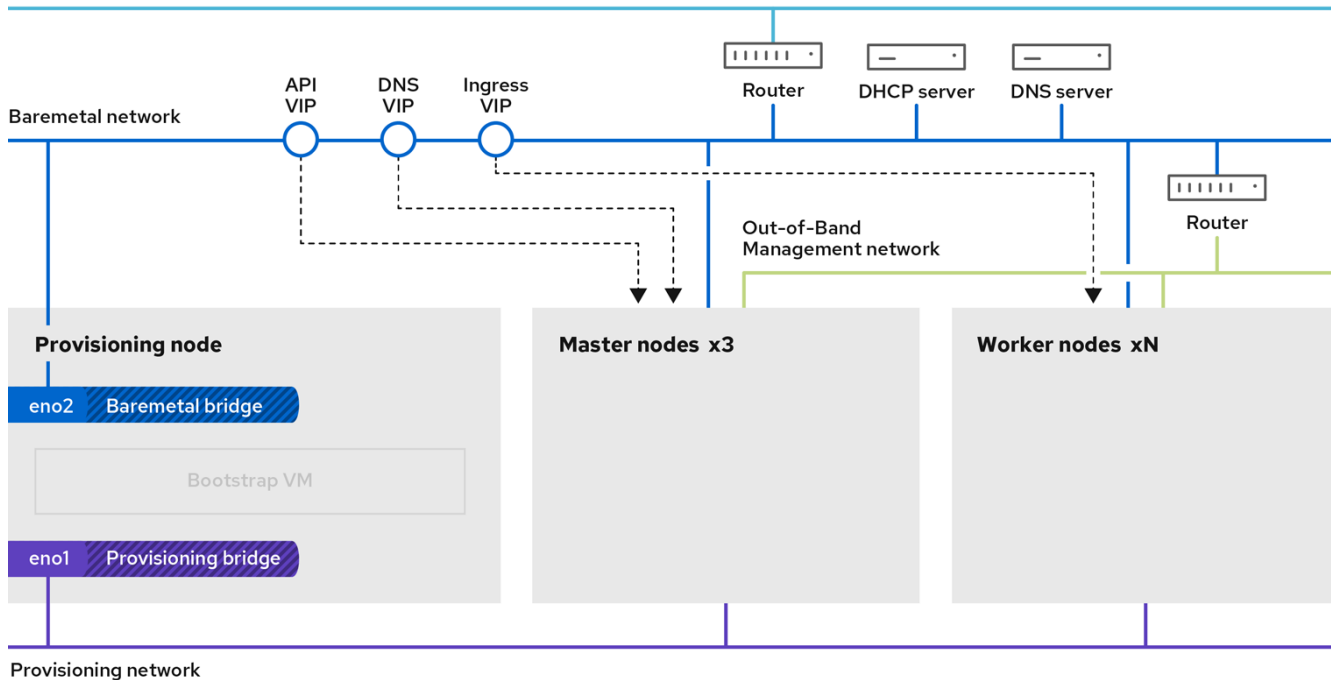 API
VIP
DNS
VIP
Ingress
VIP
Router
DHCP server
DNS server
Baremetal network
Router
Out-of-Band
Management network
Provisioning node
Master nodes x3
Worker nodes xN
eno2 Baremetal bridge
Bootstrap VM
eno1 Provisioning bridge
Provisioning network